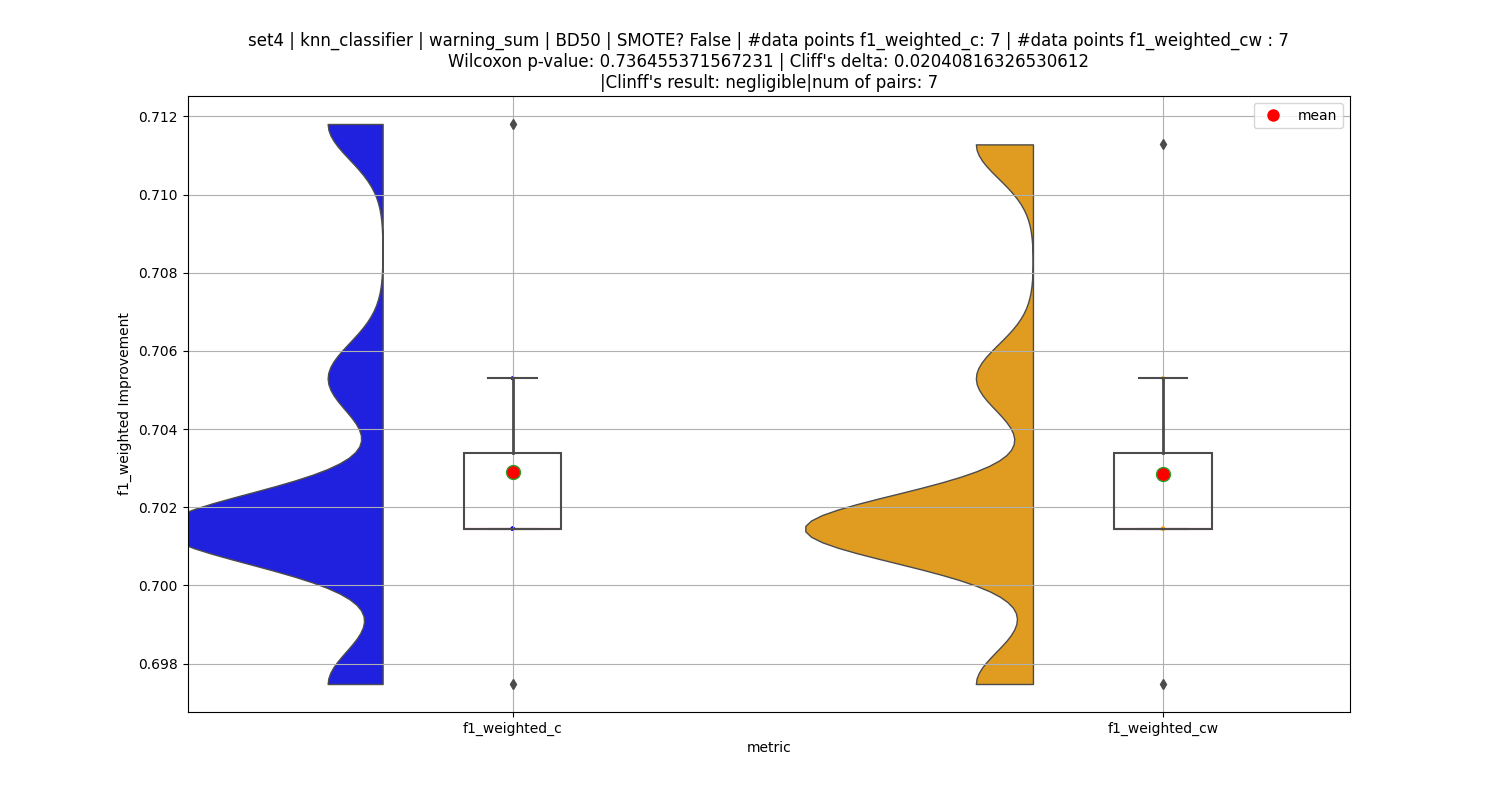 set4 | knn_classifier | warning_sum | BD50 | SMOTE? False | #data points f1_weighted_c: 7 | #data points f1_weighted_cw : 7
Wilcoxon p-value: 0.736455371567231 | Cliff's delta: 0.02040816326530612
|Clinff's result: negligible|num of pairs: 7
mean
0.712
0.710
0.708
0.706
0.704
0.702
0.700
0.698
f1_weighted Improvement
f1_weighted_c
f1_weighted_cw
metric